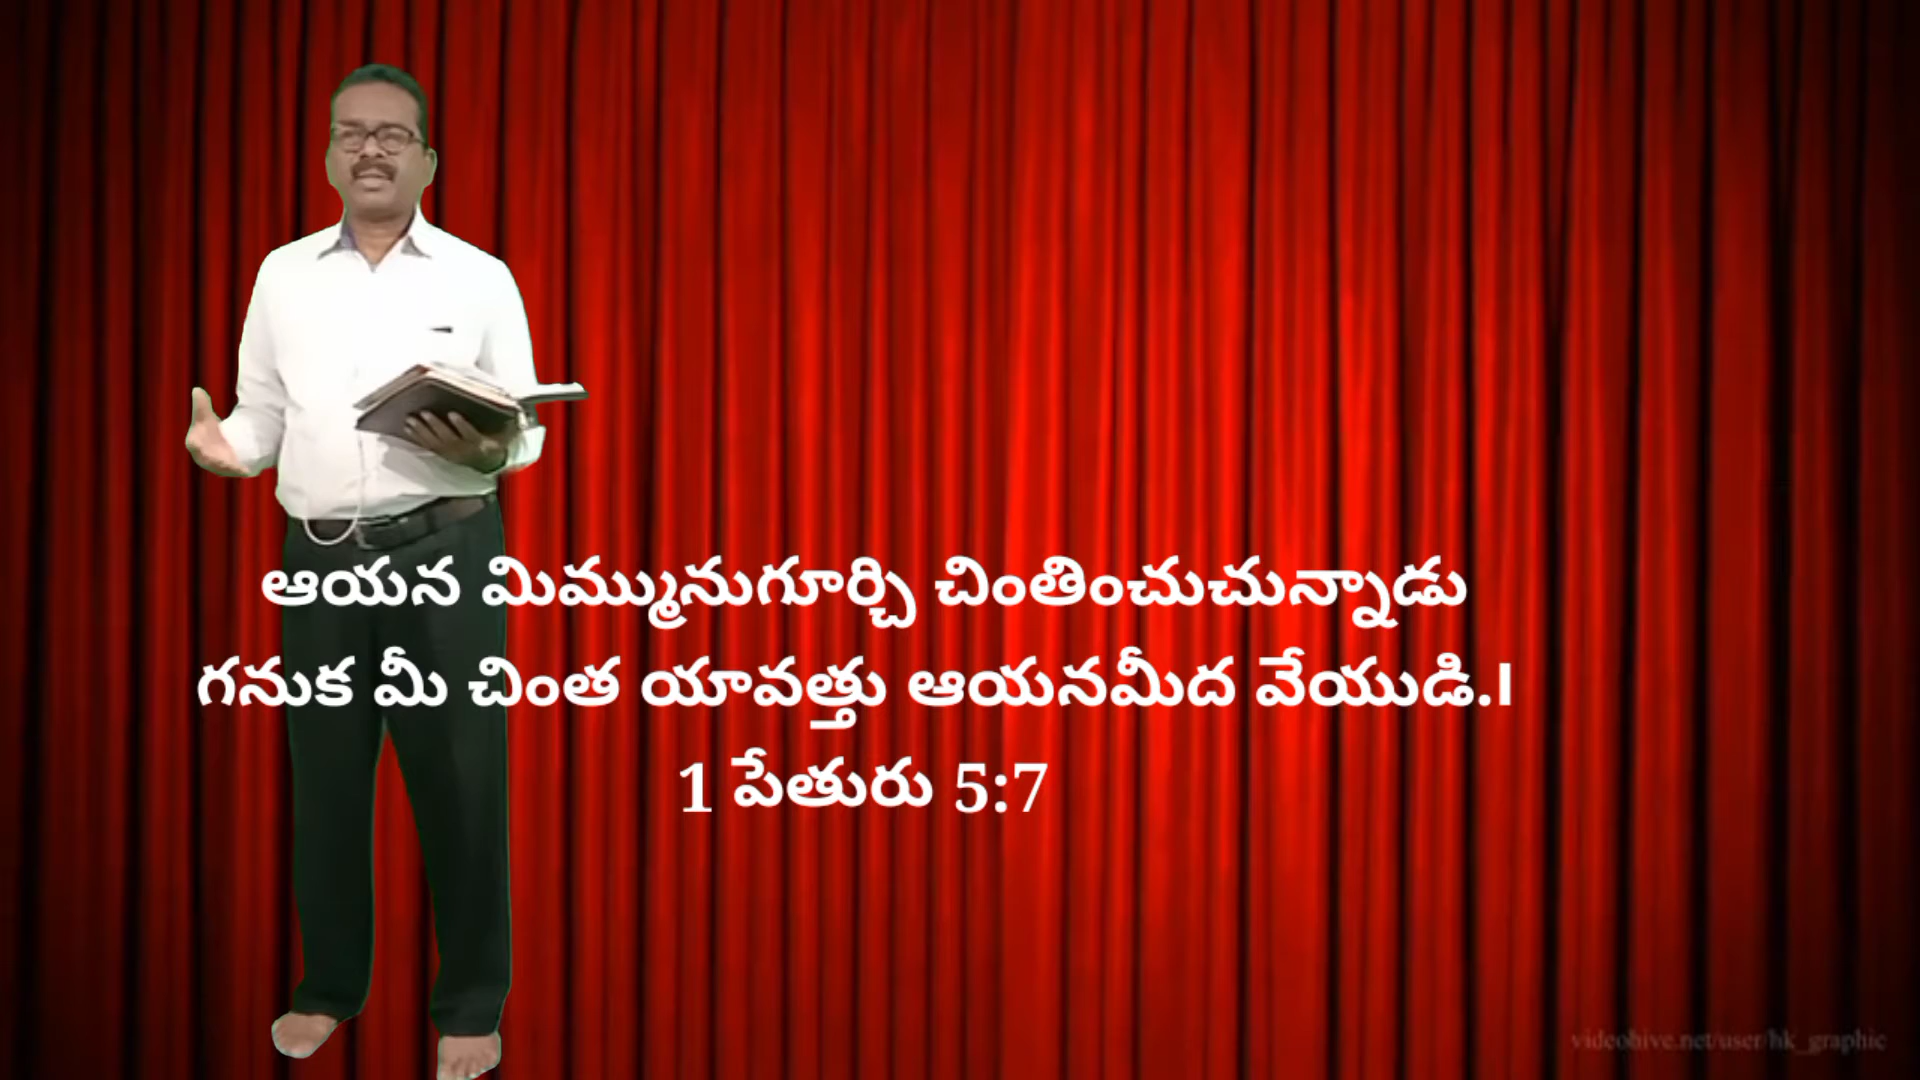 ఆయన మిమ్మునుగూర్చి చింతించుచున్నాడు
గనుక మీ చింత యావత్తు ఆయనమీద వేయుడి.।
1 పేతురు 5:7
videohive.net/user/hk_graphic